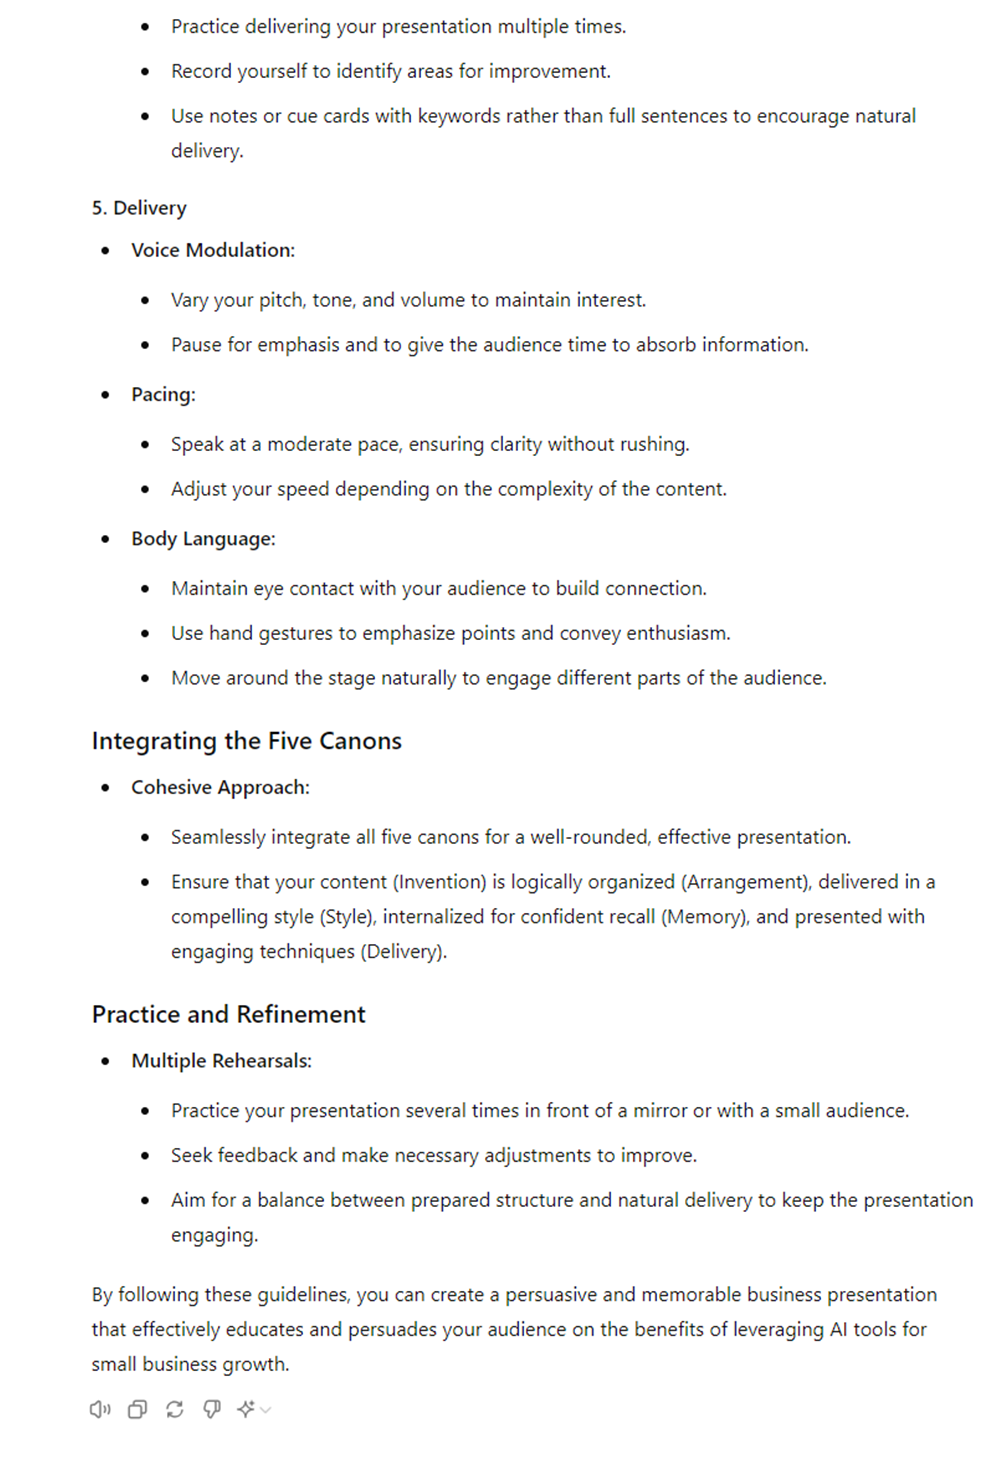 Practice delivering your presentation multiple times.
Record yourself to identify areas for improvement.
Use notes or cue cards with keywords rather than full sentences to encourage natural
delivery.
5. Delivery
Voice Modulation:
Vary your pitch, tone, and volume to maintain interest.
Pause for emphasis and to give the audience time to absorb information.
Pacing:
Speak at a moderate pace, ensuring clarity without rushing.
Adjust your speed depending on the complexity of the content.
Body Language:
Maintain eye contact with your audience to build connection.
Use hand gestures to emphasize points and convey enthusiasm.
Move around the stage naturally to engage different parts of the audience.
Integrating the Five Canons
Cohesive Approach:
Seamlessly integrate all five canons for a well-rounded, effective presentation.
Ensure that your content (Invention) is logically organized (Arrangement), delivered in a
compelling style (Style), internalized for confident recall (Memory), and presented with
engaging techniques (Delivery).
Practice and Refinement
Multiple Rehearsals:
Practice your presentation several times in front of a mirror or with a small audience.
Seek feedback and make necessary adjustments to improve.
Aim for a balance between prepared structure and natural delivery to keep the presentation
engaging.
By following these guidelines, you can create a persuasive and memorable business presentation
that effectively educates and persuades your audience on the benefits of leveraging AI tools for
small business growth.